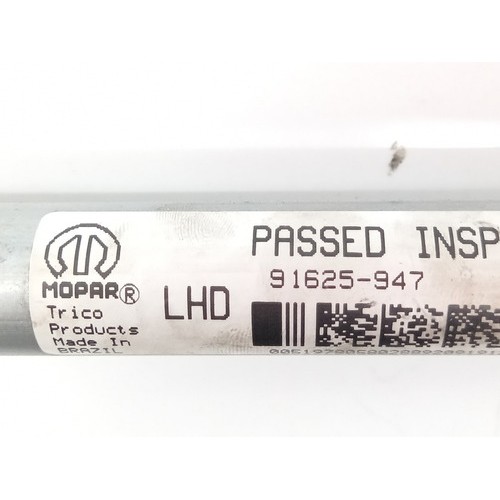 MOPAR®
Trico
Products
Made In
BRAZIL
LHD
PASSED INSP
91625-947